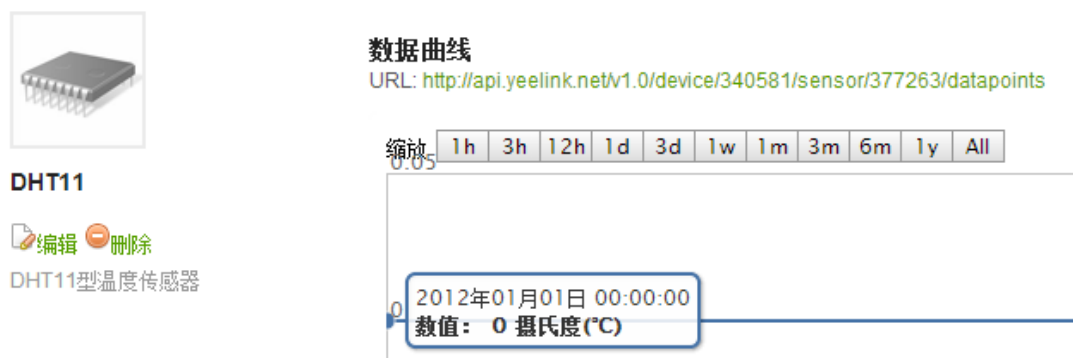 数据曲线
URL: http://api.yeelink.net/v1.0/device/340581/sensor/377263/datapoints
缩放 1h 3h 12h 1d 3d 1w 1m 3m 6m 1y All
0.05
DHT11
编辑 删除
DHT11型温度传感器
0
2012年01月01日 00:00:00
数值： 0 摄氏度(℃)